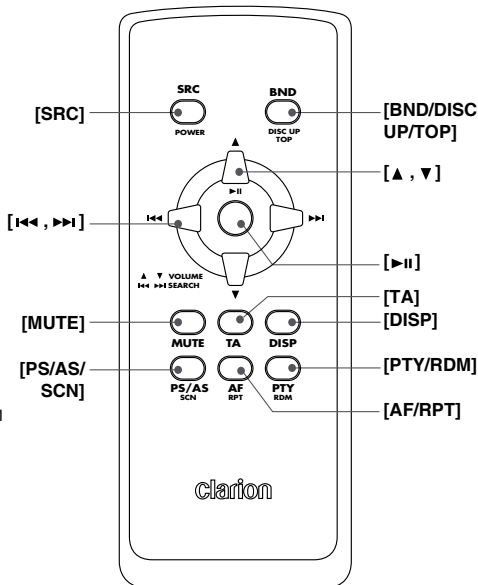 SRC
BND
[SRC]
[BND/DISC
UP/TOP]
POWER
DISC UP
TOP
▲
[▲ , ▼]
►II
[I◄◄ , ►►I]
I◄◄
►►I
[►II]
▲ ▼ VOLUME
I◄◄ ►►I SEARCH
▼
[TA]
[MUTE]
[DISP]
MUTE
TA
DISP
[PS/AS/
SCN]
[PTY/RDM]
PS/AS
AF
PTY
SCN
RPT
RDM
[AF/RPT]
clarion